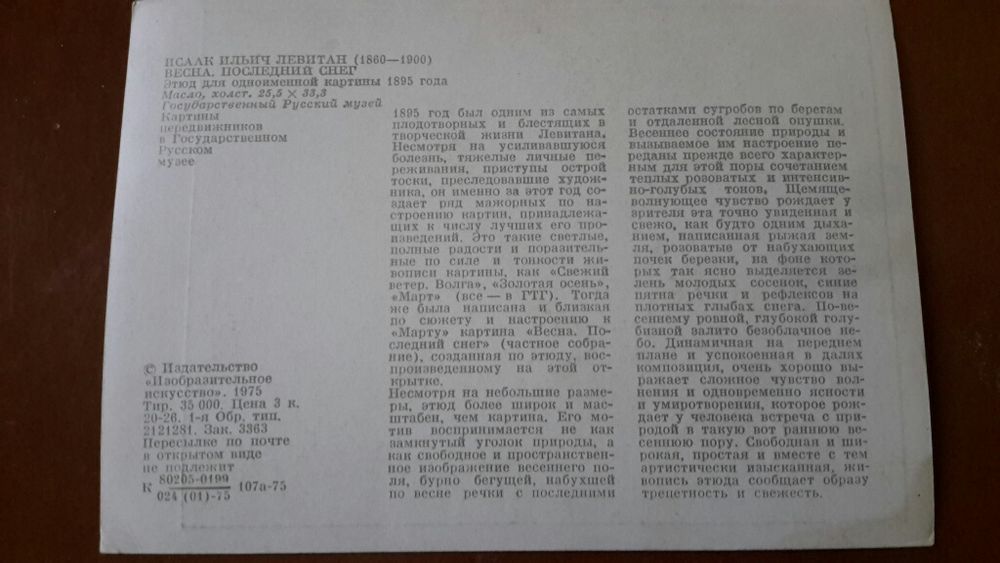 ИСААК ИЛЬИЧ ЛЕВИТАН (1860—1900)
ВЕСНА. ПОСЛЕДНИЙ СНЕГ
Этюд для одноименной картины 1895 года
Масло, холст. 25,5 × 33,3
Государственный Русский музей
Картины
передвижников
в Государственном
Русском
музее
© Издательство
«Изобразительное
искусство». 1975
Тир. 35 000. Цена 3 к.
20-26. 1-я Обр. тип.
2121281. Зак. 3363
Пересылке по почте
в открытом виде
не подлежит
К 80205-0199
024 (01)-75 107а-75
1895 год был одним из самых
плодотворных и блестящих в
творческой жизни Левитана.
Несмотря на усиливавшуюся
болезнь, тяжелые личные пе-
реживания, приступы острой
тоски, преследовавшие худож-
ника, он именно за этот год со-
здает ряд мажорных по на-
строению картин, принадлежа-
щих к числу лучших его про-
изведений. Это такие светлые,
полные радости и поразитель-
ные по силе и тонкости жи-
вописи картины, как «Свежий
ветер. Волга», «Золотая осень»,
«Март» (все — в ГТГ). Тогда
же была написана и близкая
по сюжету и настроению к
«Марту» картина «Весна. По-
следний снег» (частное собра-
ние), созданная по этюду, вос-
произведенному на этой от-
крытке.
Несмотря на небольшие разме-
ры, этюд более широк и мас-
штабен, чем картина. Его мо-
тив воспринимается не как
замкнутый уголок природы, а
как свободное и пространствен-
ное изображение весеннего по-
ля, бурно бегущей, набухшей
по весне речки с последними
остатками сугробов по берегам
и отдаленной лесной опушки.
Весеннее состояние природы и
вызываемое им настроение пе-
реданы прежде всего характер-
ным для этой поры сочетанием
теплых розоватых и интенсив-
но-голубых тонов. Щемяще-
волнующее чувство рождает у
зрителя эта точно увиденная и
свежо, как будто одним дыха-
нием, написанная рыжая зем-
ля, розоватые от набухающих
почек березки, на фоне кото-
рых так ясно выделяется зе-
лень молодых сосенок, синие
пятна речки и рефлексов на
плотных глыбах снега. По-ве-
сеннему ровной, глубокой голу-
бизной залито безоблачное не-
бо. Динамичная на переднем
плане и успокоенная в далях
композиция, очень хорошо вы-
ражает сложное чувство вол-
нения и одновременно ясности
и умиротворения, которое рож-
дает у человека встреча с при-
родой в такую вот раннюю ве-
сеннюю пору. Свободная и ши-
рокая, простая и вместе с тем
артистически изысканная, жи-
вопись этюда сообщает образу
трепетность и свежесть.